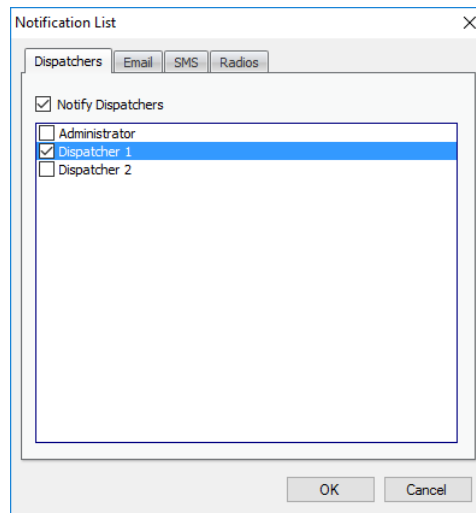 Notification List
Dispatchers Email SMS Radios
Notify Dispatchers
Administrator
Dispatcher 1
Dispatcher 2
OK Cancel